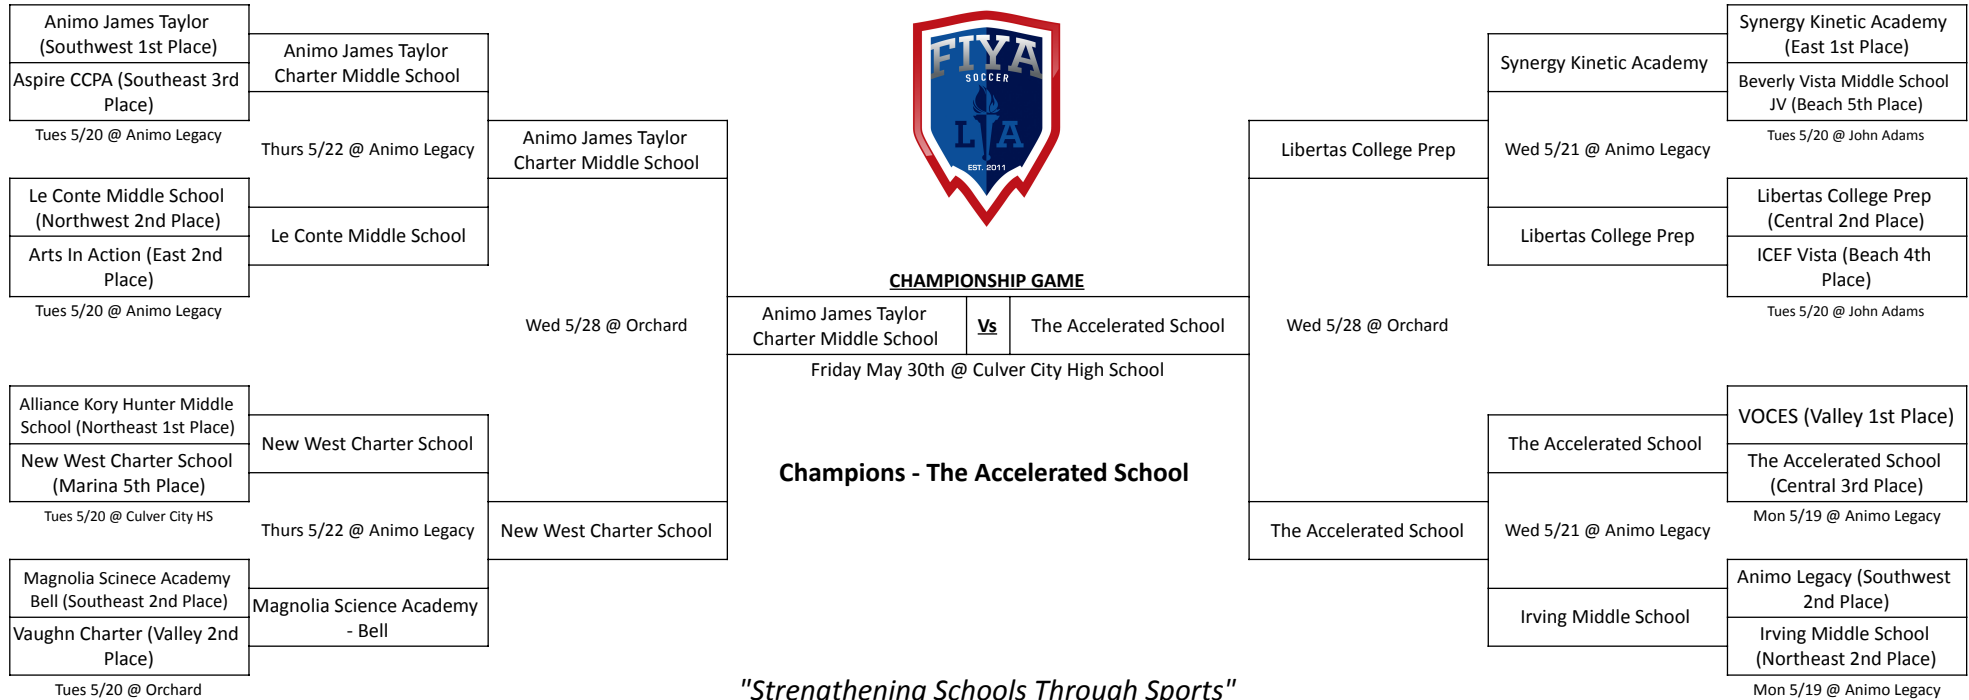 Animo James Taylor
(Southwest 1st Place)
Aspire CCPA (Southeast 3rd
Place)
Tues 5/20 @ Animo Legacy
Le Conte Middle School
(Northwest 2nd Place)
Arts In Action (East 2nd
Place)
Tues 5/20 @ Animo Legacy
Alliance Kory Hunter Middle
School (Northeast 1st Place)
New West Charter School
(Marina 5th Place)
Tues 5/20 @ Culver City HS
Magnolia Scinece Academy
Bell (Southeast 2nd Place)
Vaughn Charter (Valley 2nd
Place)
Tues 5/20 @ Orchard
Animo James Taylor
Charter Middle School
Thurs 5/22 @ Animo Legacy
Le Conte Middle School
New West Charter School
Thurs 5/22 @ Animo Legacy
Magnolia Science Academy
- Bell
Animo James Taylor
Charter Middle School
Wed 5/28 @ Orchard
New West Charter School
FIYA
SOCCER
LA
EST. 2011
CHAMPIONSHIP GAME
Animo James Taylor
Charter Middle School
Vs
The Accelerated School
Friday May 30th @ Culver City High School
Champions - The Accelerated School
"Strengthening Schools Through Sports"
Libertas College Prep
Wed 5/28 @ Orchard
The Accelerated School
Synergy Kinetic Academy
Wed 5/21 @ Animo Legacy
Libertas College Prep
The Accelerated School
Wed 5/21 @ Animo Legacy
Irving Middle School
Synergy Kinetic Academy
(East 1st Place)
Beverly Vista Middle School
JV (Beach 5th Place)
Tues 5/20 @ John Adams
Libertas College Prep
(Central 2nd Place)
ICEF Vista (Beach 4th
Place)
Tues 5/20 @ John Adams
VOCES (Valley 1st Place)
The Accelerated School
(Central 3rd Place)
Mon 5/19 @ Animo Legacy
Animo Legacy (Southwest
2nd Place)
Irving Middle School
(Northeast 2nd Place)
Mon 5/19 @ Animo Legacy